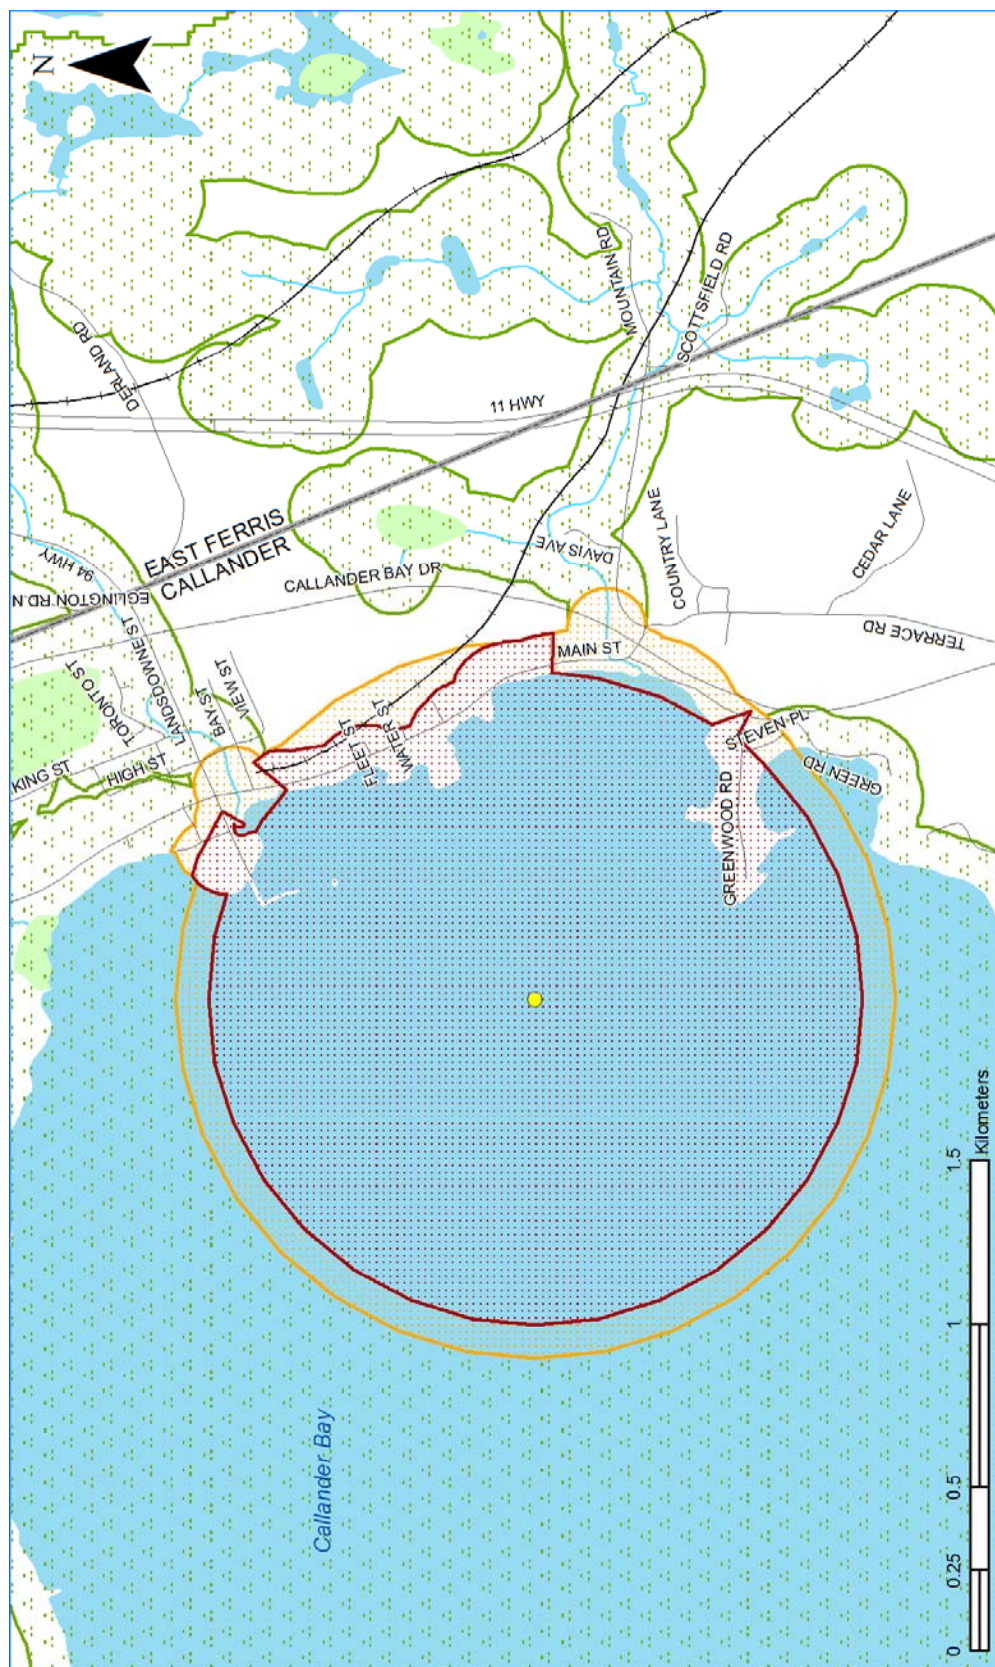 N
DERLAND RD
11 HWY
MOUNTAIN RD
SCOTTSFIELD RD
94 HWY
EAST FERRIS
CALLANDER
EGLINGTON RD N
CALLANDER BAY DR
DAVIS AVE
COUNTRY LANE
CEDAR LANE
TERRACE RD
TORONTO ST
LANDSDOWNE ST
BAY ST
VIEW ST
KING ST
HIGH ST
MAIN ST
FLEET ST
WATER ST
STEVEN PL
GREEN RD
GREENWOOD RD
Callander Bay
0 0.25 0.5 1 1.5
Kilometers